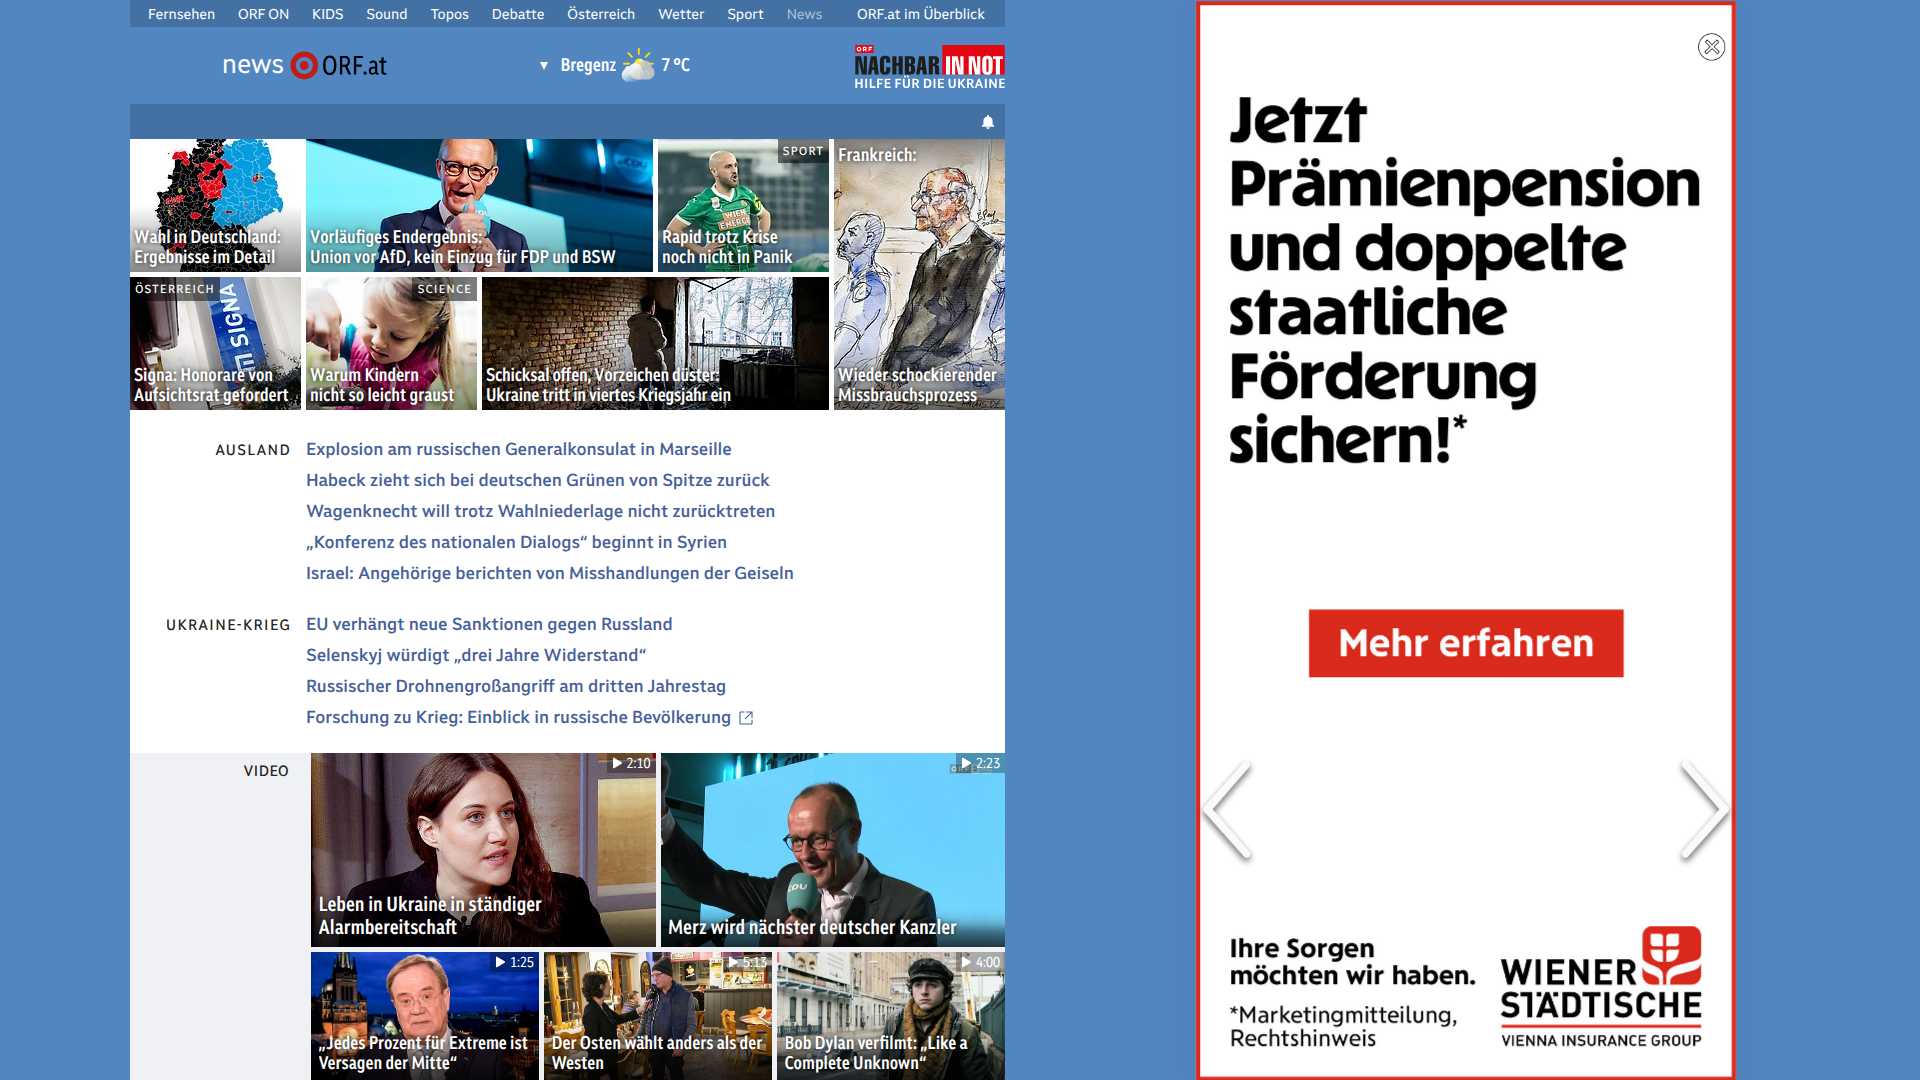 Fernsehen ORF ON KIDS Sound Topos Debatte Österreich Wetter Sport News ORF.at im Überblick
news ORF.at
Bregenz 7 °C
ORF
NACHBAR IN NOT
HILFE FÜR DIE UKRAINE
Wahl in Deutschland:
Ergebnisse im Detail
Vorläufiges Endergebnis:
Union vor AfD, kein Einzug für FDP und BSW
SPORT
WIEN
ENERGIE
Rapid trotz Krise
noch nicht in Panik
Frankreich:
Wieder schockierender
Missbrauchsprozess
ÖSTERREICH
SIGNA
Signa: Honorare von
Aufsichtsrat gefordert
SCIENCE
Warum Kindern
nicht so leicht graust
Schicksal offen, Vorzeichen düster:
Ukraine tritt in viertes Kriegsjahr ein
AUSLAND
Explosion am russischen Generalkonsulat in Marseille
Habeck zieht sich bei deutschen Grünen von Spitze zurück
Wagenknecht will trotz Wahlniederlage nicht zurücktreten
„Konferenz des nationalen Dialogs“ beginnt in Syrien
Israel: Angehörige berichten von Misshandlungen der Geiseln
UKRAINE-KRIEG
EU verhängt neue Sanktionen gegen Russland
Selenskyj würdigt „drei Jahre Widerstand“
Russischer Drohnengroßangriff am dritten Jahrestag
Forschung zu Krieg: Einblick in russische Bevölkerung
VIDEO
2:10
Leben in Ukraine in ständiger
Alarmbereitschaft
2:23
CDU
Merz wird nächster deutscher Kanzler
1:25
„Jedes Prozent für Extreme ist
Versagen der Mitte“
5:13
Der Osten wählt anders als der
Westen
4:00
Bob Dylan verfilmt: „Like a
Complete Unknown“
Jetzt
Prämienpension
und doppelte
staatliche
Förderung
sichern!*
Mehr erfahren
Ihre Sorgen
möchten wir haben.
*Marketingmitteilung,
Rechtshinweis
WIENER
STÄDTISCHE
VIENNA INSURANCE GROUP